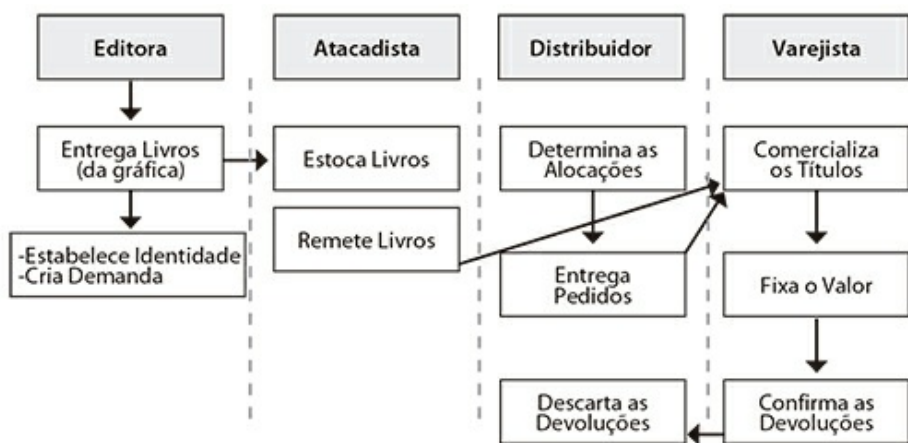 Editora
Atacadista
Distribuidor
Varejista
Entrega Livros
(da gráfica)
Estoca Livros
Determina as
Alocações
Comercializa
os Títulos
-Estabelece Identidade
-Cria Demanda
Remete Livros
Entrega
Pedidos
Fixa o Valor
Descarta as
Devoluções
Confirma as
Devoluções